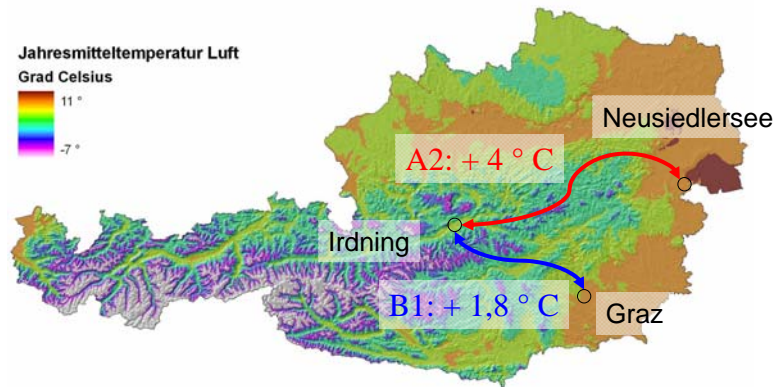 Jahresmitteltemperatur Luft
Grad Celsius
11 °
-7 °
Neusiedlersee
A2: + 4 ° C
Irdning
B1: + 1,8 ° C
Graz